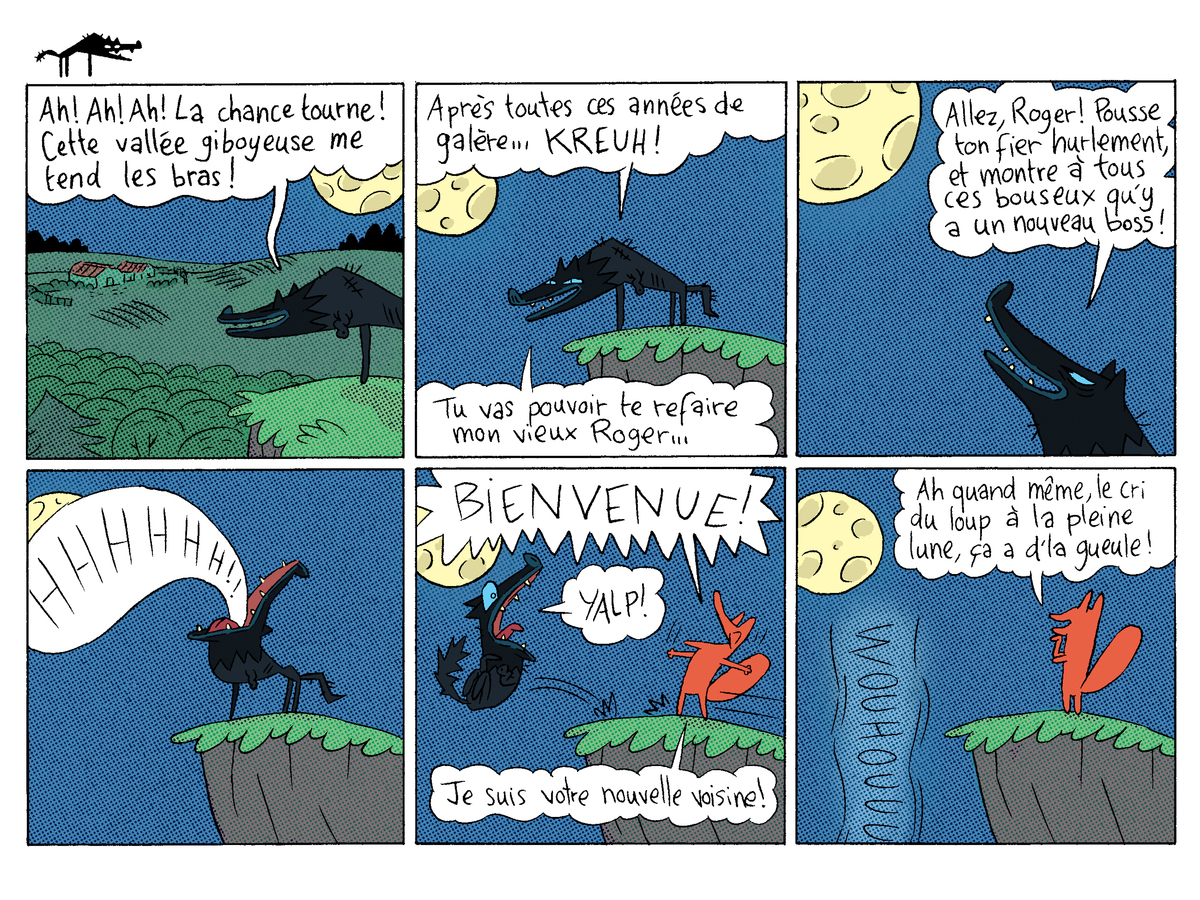 Ah! Ah! Ah! La chance tourne!
Cette vallée giboyeuse me
tend les bras!
Après toutes ces années de
galère... KREUH!
Tu vas pouvoir te refaire
mon vieux Roger...
Allez, Roger! Pousse
ton fier hurlement,
et montre à tous
ces bouseux qu'y
a un nouveau boss!
HHHHHHH!!
BIENVENUE!
YALP!
Je suis votre nouvelle voisine!
Ah quand même, le cri
du loup à la pleine
lune, ça a d'la gueule!
WOUHOUUU